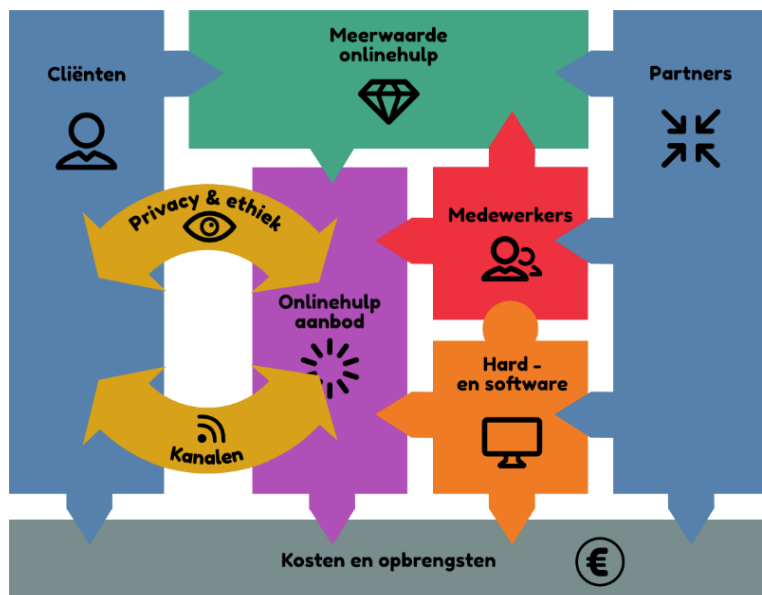 Meerwaarde
onlinehulp
Cliënten
Partners
Privacy & ethiek
Medewerkers
Onlinehulp
aanbod
Hard -
en software
Kanalen
Kosten en opbrengsten
€